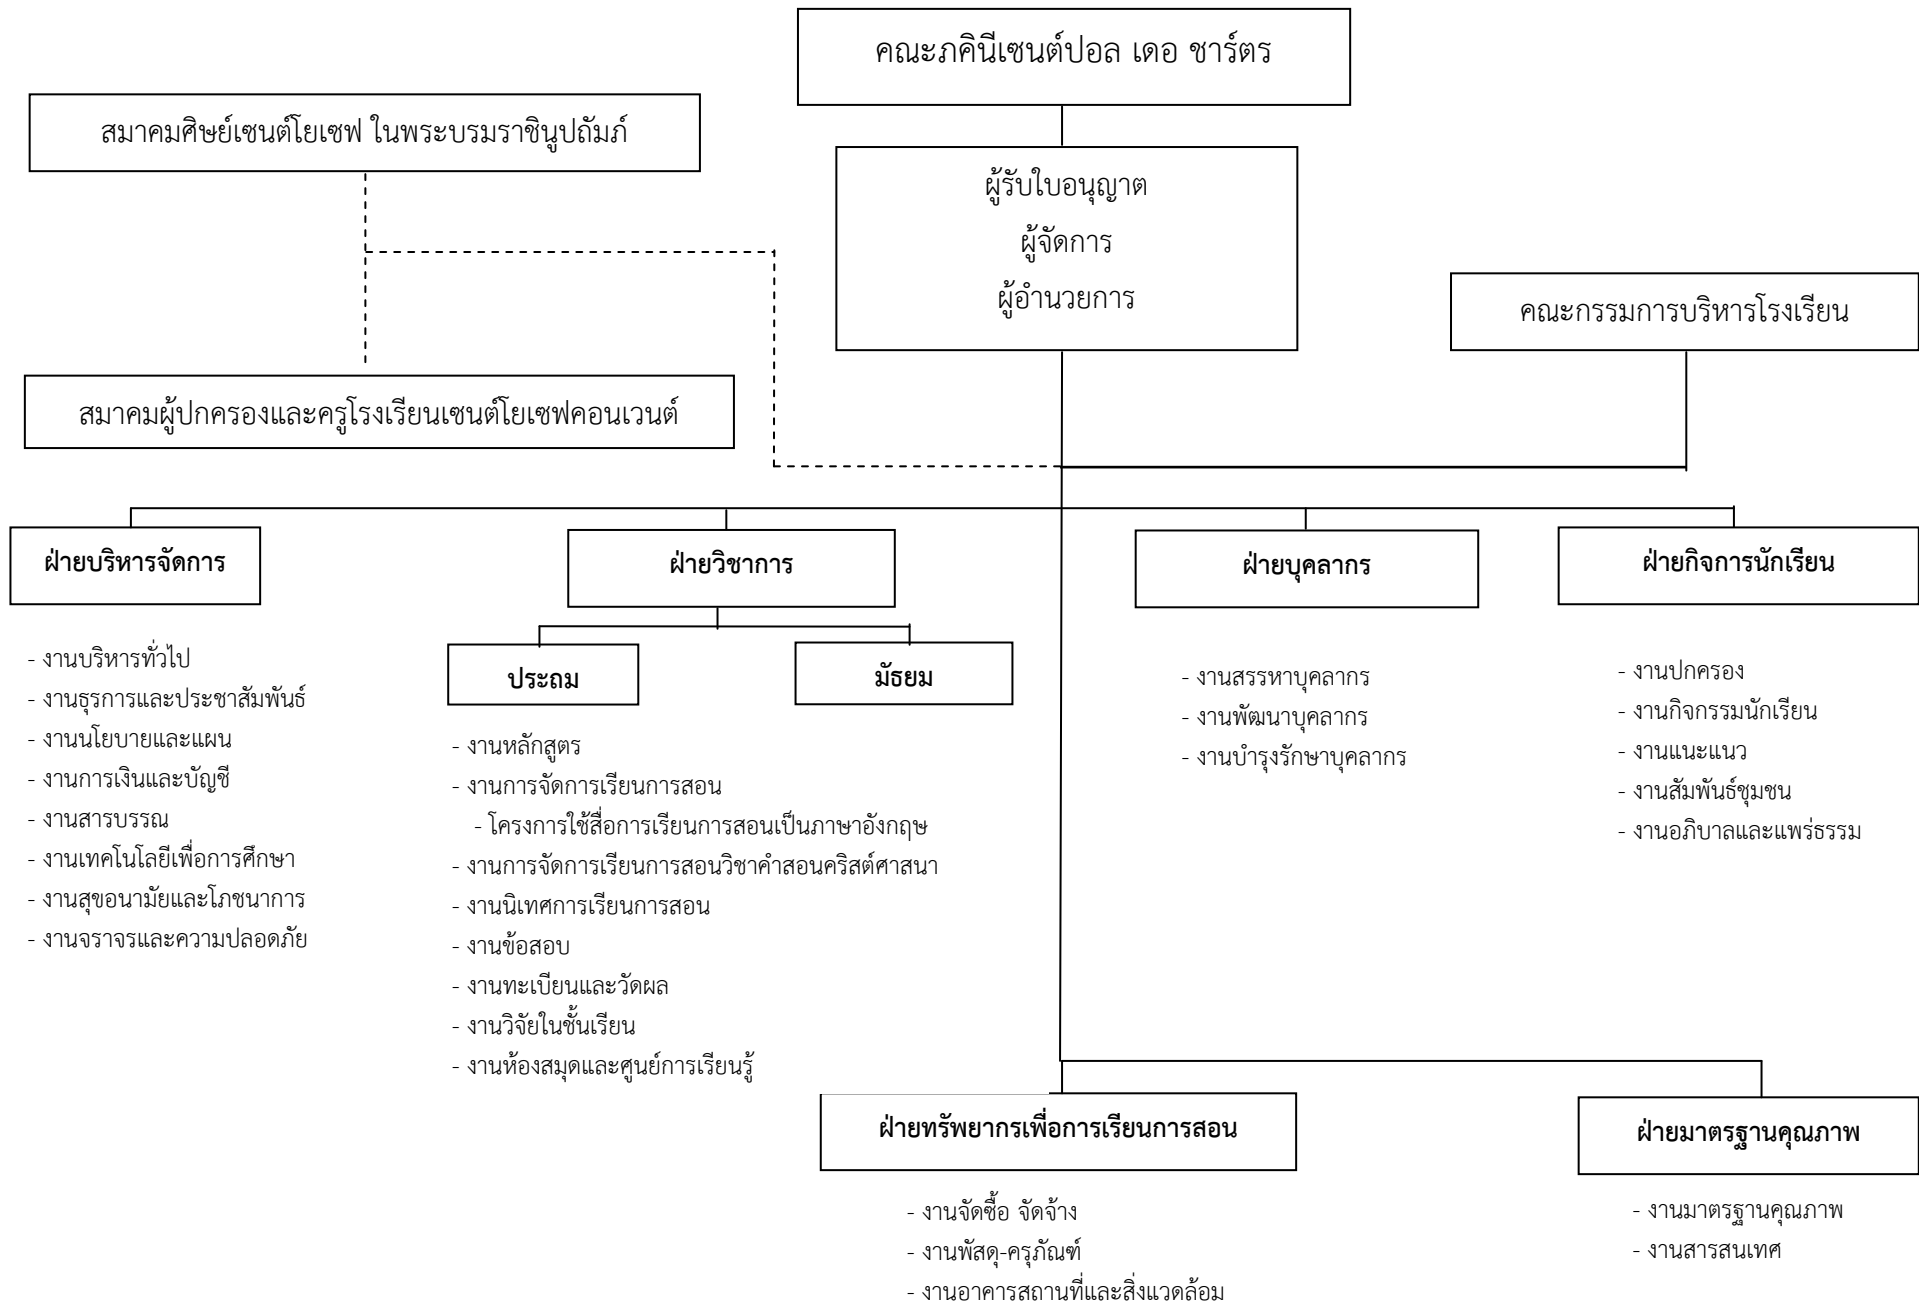 คณะภคินีเซนต์ปอล เดอ ชาร์ตร
สมาคมศิษย์เซนต์โยเซฟ ในพระบรมราชินูปถัมภ์
ผู้รับใบอนุญาต
ผู้จัดการ
ผู้อำนวยการ
คณะกรรมการบริหารโรงเรียน
สมาคมผู้ปกครองและครูโรงเรียนเซนต์โยเซฟคอนเวนต์
ฝ่ายบริหารจัดการ
- งานบริหารทั่วไป
- งานธุรการและประชาสัมพันธ์
- งานนโยบายและแผน
- งานการเงินและบัญชี
- งานสารบรรณ
- งานเทคโนโลยีเพื่อการศึกษา
- งานสุขอนามัยและโภชนาการ
- งานจราจรและความปลอดภัย
ฝ่ายวิชาการ
ประถม
มัธยม
- งานหลักสูตร
- งานการจัดการเรียนการสอน
- โครงการใช้สื่อการเรียนการสอนเป็นภาษาอังกฤษ
- งานการจัดการเรียนการสอนวิชาคำสอนคริสต์ศาสนา
- งานนิเทศการเรียนการสอน
- งานข้อสอบ
- งานทะเบียนและวัดผล
- งานวิจัยในชั้นเรียน
- งานห้องสมุดและศูนย์การเรียนรู้
ฝ่ายบุคลากร
- งานสรรหาบุคลากร
- งานพัฒนาบุคลากร
- งานบำรุงรักษาบุคลากร
ฝ่ายกิจการนักเรียน
- งานปกครอง
- งานกิจกรรมนักเรียน
- งานแนะแนว
- งานสัมพันธ์ชุมชน
- งานอภิบาลและแพร่ธรรม
ฝ่ายทรัพยากรเพื่อการเรียนการสอน
- งานจัดซื้อ จัดจ้าง
- งานพัสดุ-ครุภัณฑ์
- งานอาคารสถานที่และสิ่งแวดล้อม
ฝ่ายมาตรฐานคุณภาพ
- งานมาตรฐานคุณภาพ
- งานสารสนเทศ